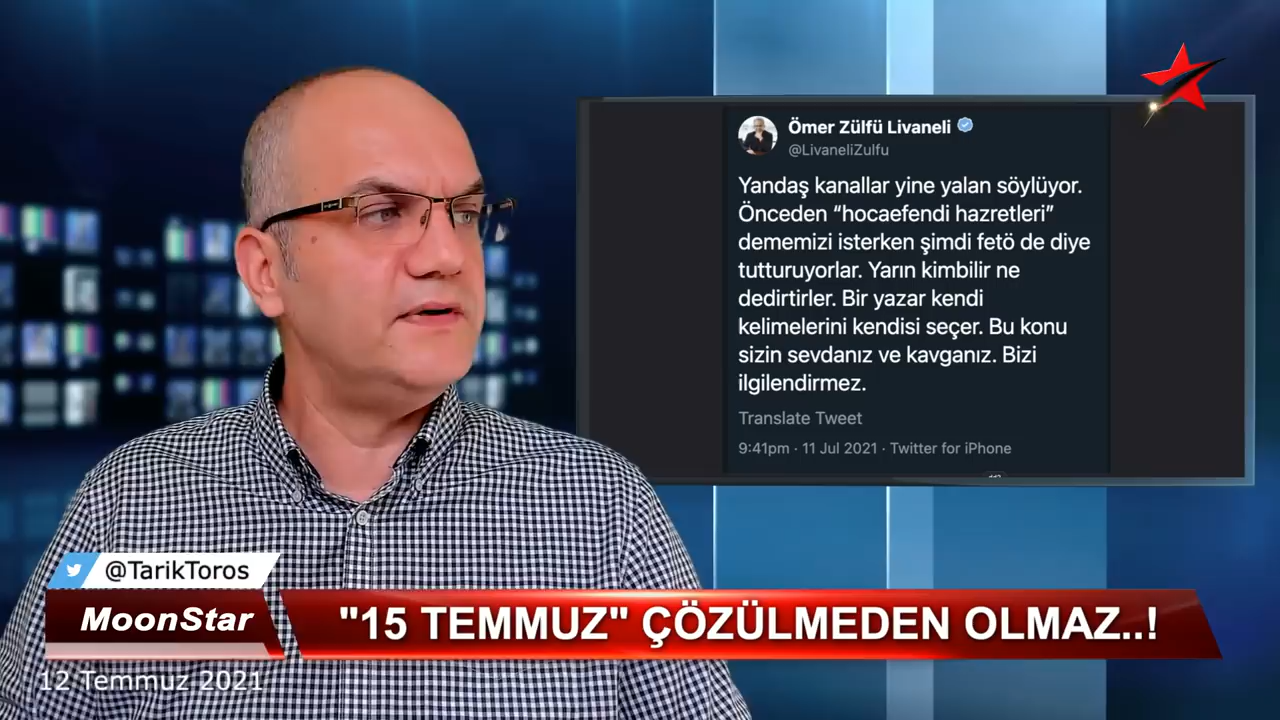 Ömer Zülfü Livaneli
@LivaneliZulfu
Yandaş kanallar yine yalan söylüyor.
Önceden “hocaefendi hazretleri”
dememizi isterken şimdi fetö de diye
tutturuyorlar. Yarın kimbilir ne
dedirtirler. Bir yazar kendi
kelimelerini kendisi seçer. Bu konu
sizin sevdanız ve kavganız. Bizi
ilgilendirmez.
Translate Tweet
9:41pm · 11 Jul 2021 · Twitter for iPhone
@TarikToros
MoonStar
"15 TEMMUZ" ÇÖZÜLMEDEN OLMAZ..!
12 Temmuz 2021